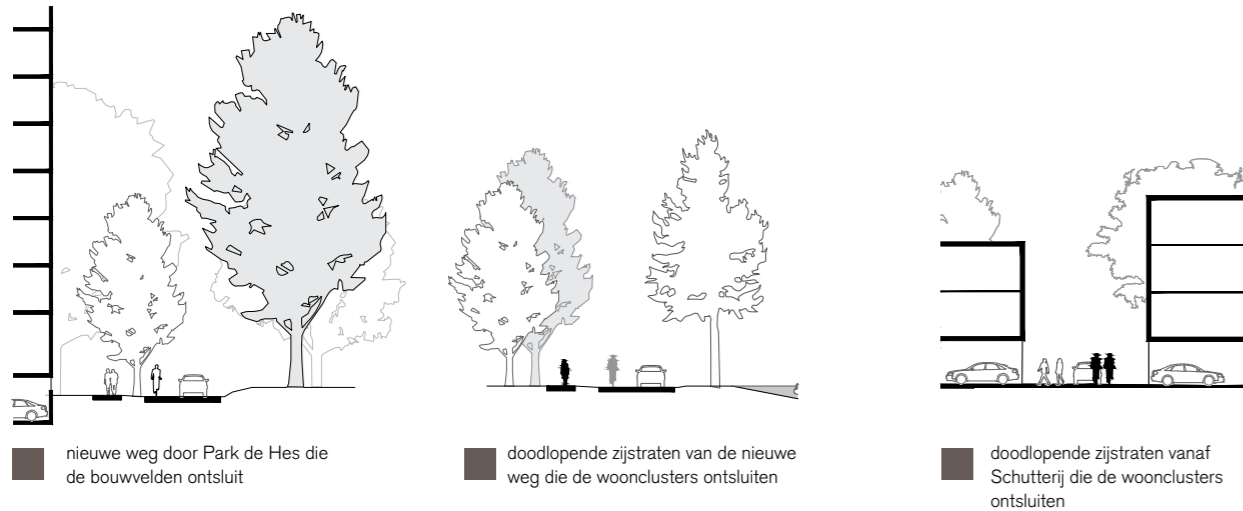 nieuwe weg door Park de Hes die
de bouwvelden ontsluit
doodlopende zijstraten van de nieuwe
weg die de woonclusters ontsluiten
doodlopende zijstraten vanaf
Schutterij die de woonclusters
ontsluiten